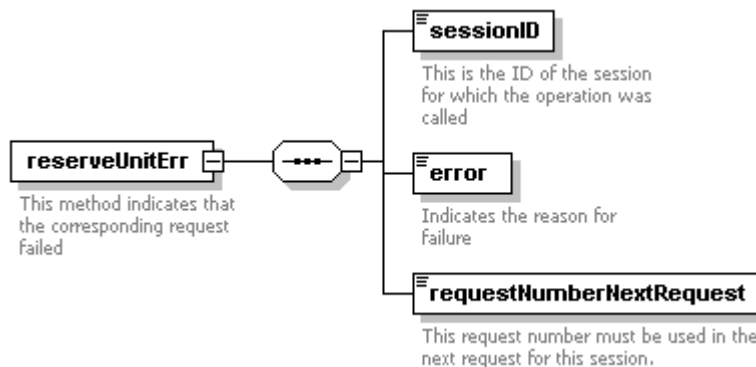 sessionID
This is the ID of the session
for which the operation was
called
reserveUnitErr
This method indicates that
the corresponding request
failed
error
Indicates the reason for
failure
requestNumberNextRequest
This request number must be used in the
next request for this session.